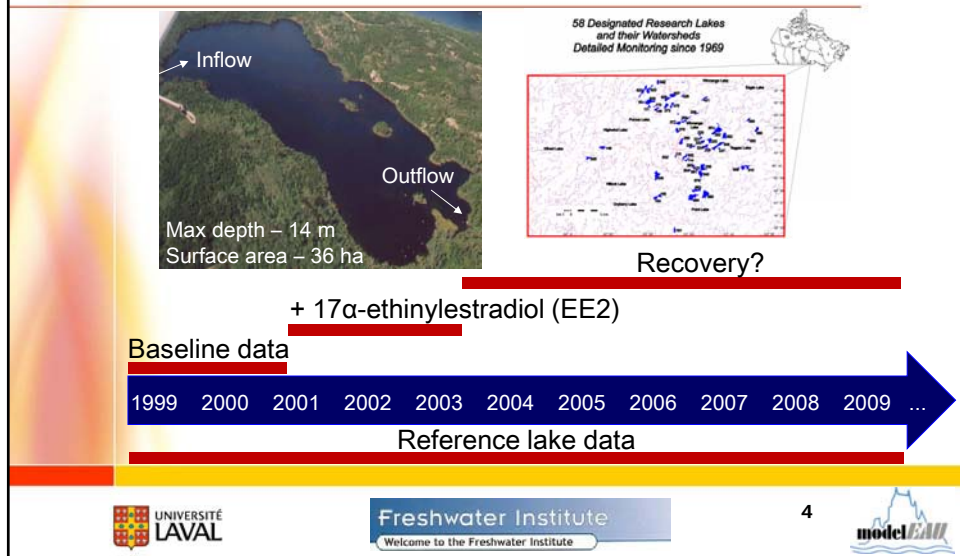 58 Designated Research Lakes
and their Watersheds
Detailed Monitoring since 1969
Inflow
Outflow
Max depth – 14 m
Surface area – 36 ha
Recovery?
+ 17α-ethinylestradiol (EE2)
Baseline data
1999 2000 2001 2002 2003 2004 2005 2006 2007 2008 2009 ...
Reference lake data
UNIVERSITÉ
LAVAL
Freshwater Institute
Welcome to the Freshwater Institute
4
modelEAU